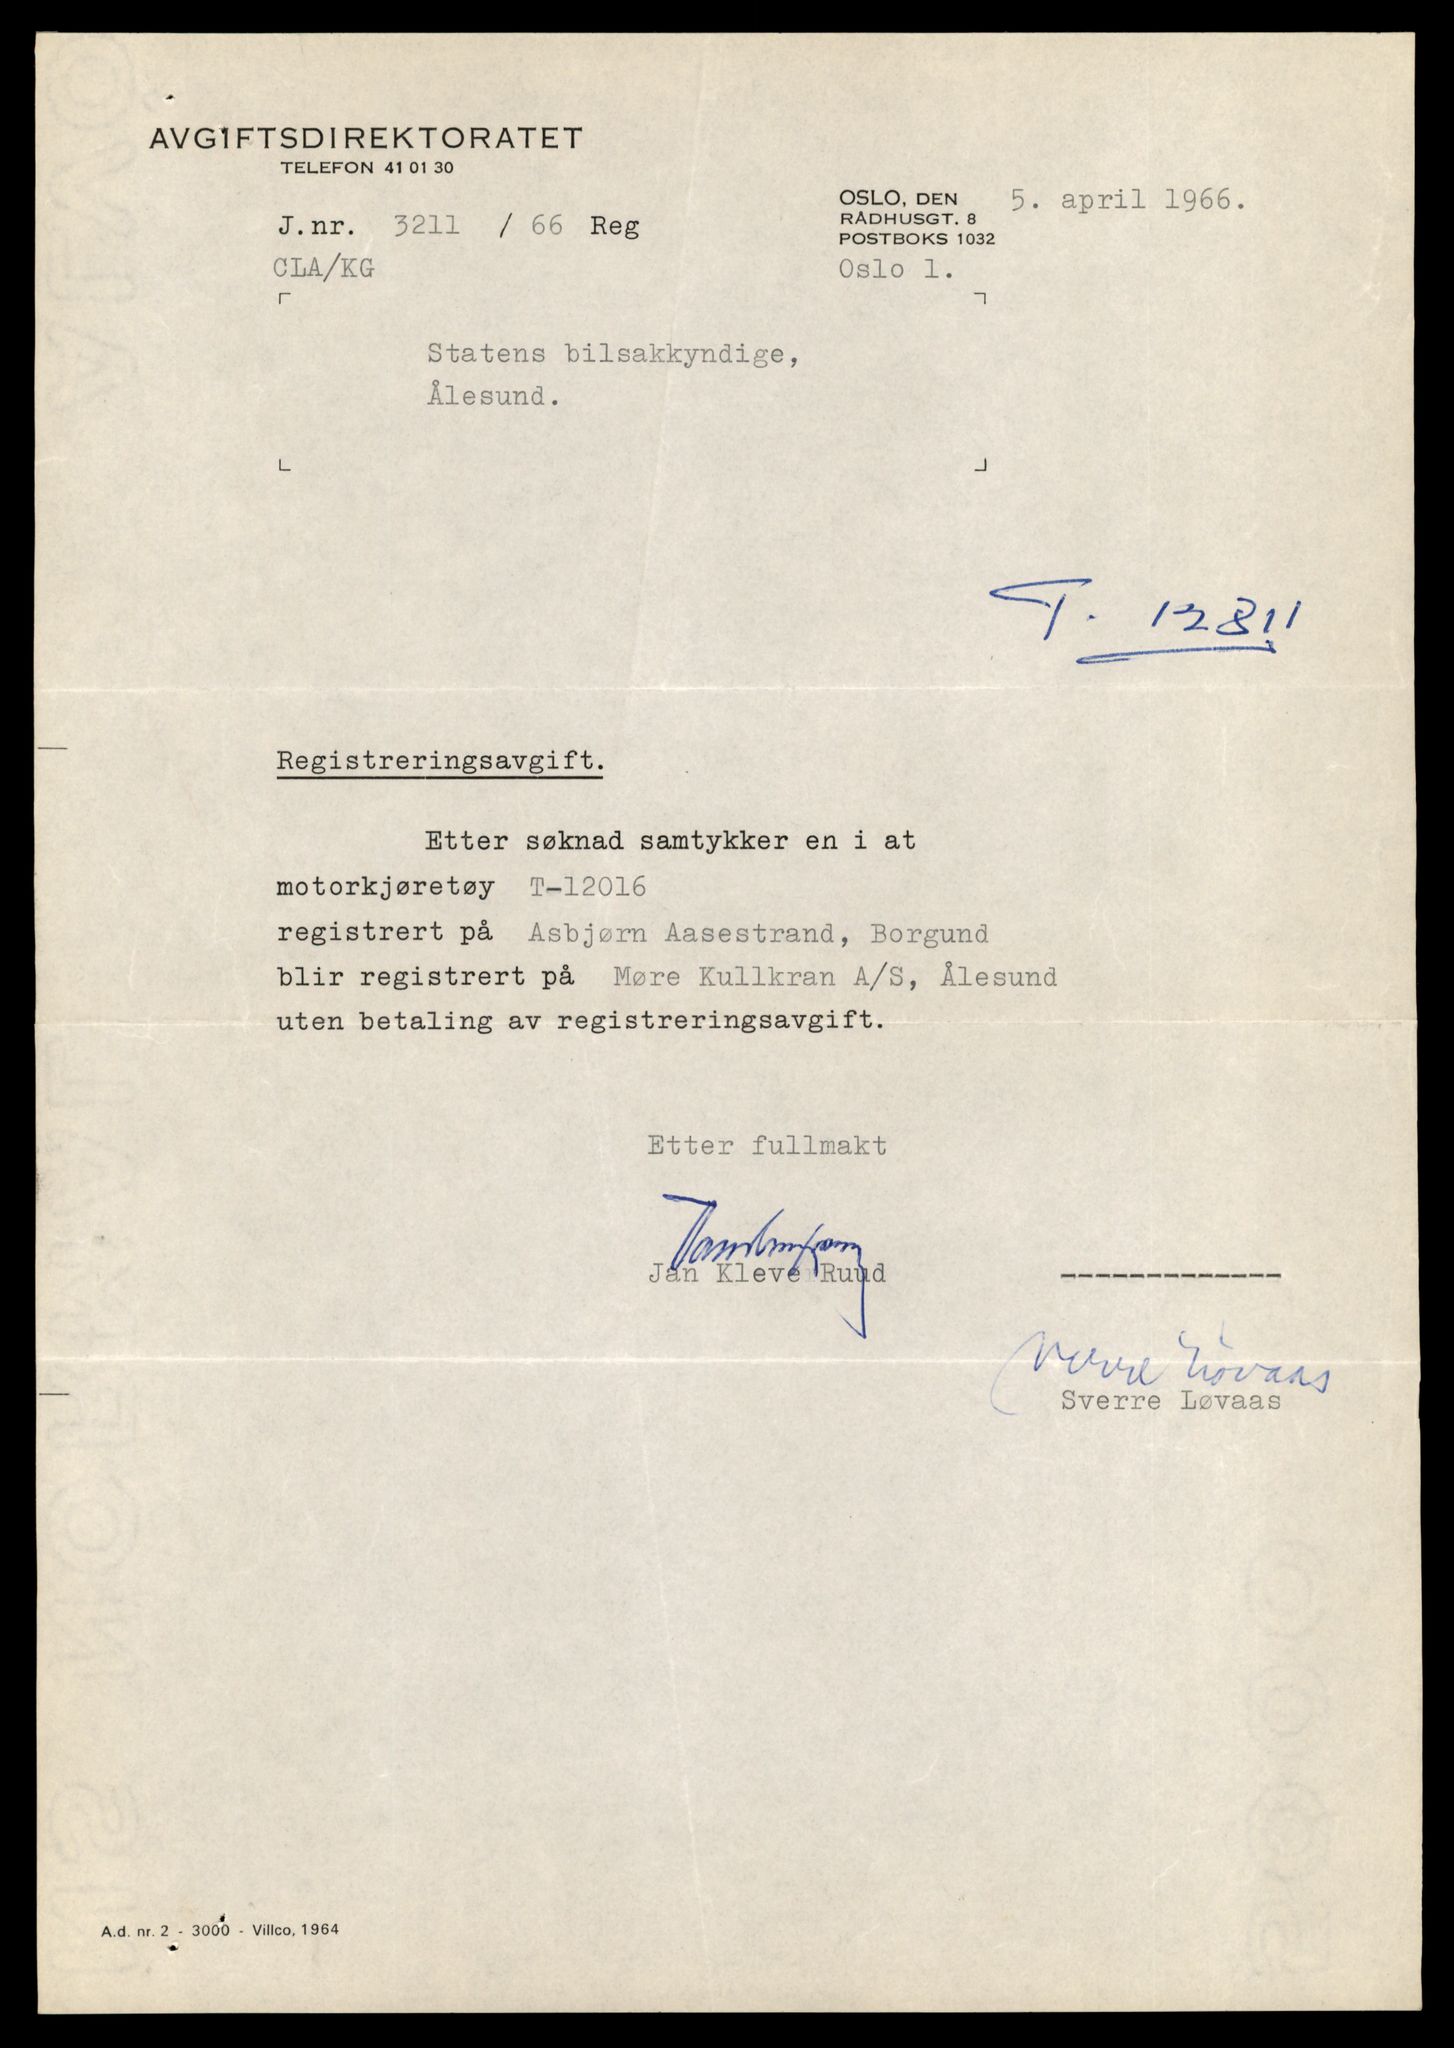 AVGIFTSDIREKTORATET
TELEFON 41 01 30
OSLO, DEN 5. april 1966.
RÅDHUSGT. 8
POSTBOKS 1032
Oslo 1.
J.nr. 3211 / 66 Reg
CLA/KG
Statens bilsakkyndige,
Ålesund.
T. 12811
Registreringsavgift.
Etter søknad samtykker en i at
motorkjøretøy T-12016
registrert på Asbjørn Aasestrand, Borgund
blir registrert på Møre Kullkran A/S, Ålesund
uten betaling av registreringsavgift.
Etter fullmakt
Jan Kleve Ruud
-------------
Sverre Løvaas
Sverre Løvaas
A.d. nr. 2 - 3000 - Villco, 1964